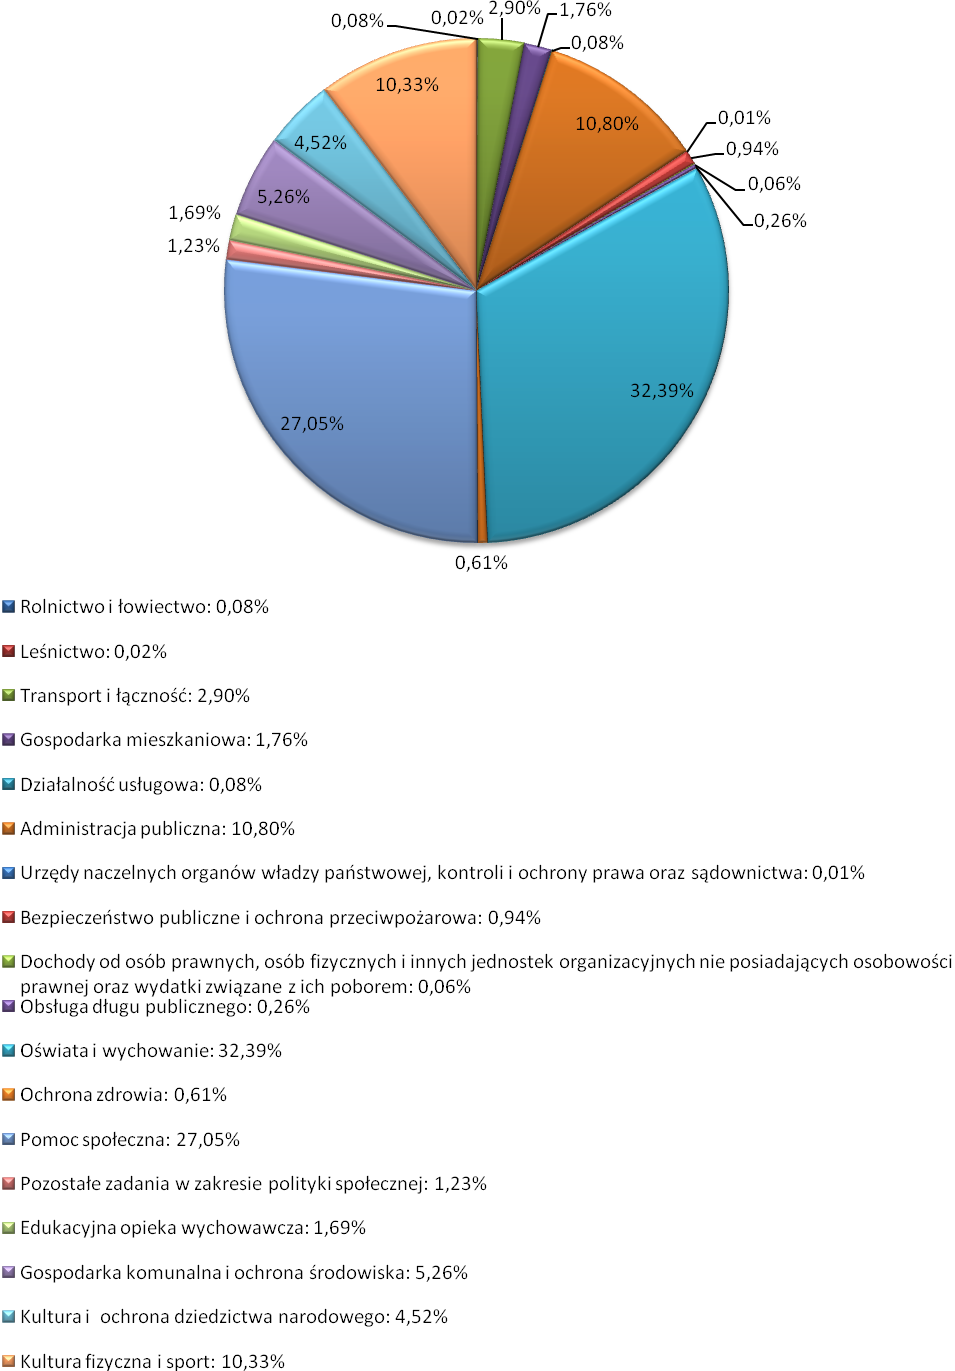 0,08%
0,02%
2,90%
1,76%
0,08%
10,33%
10,80%
0,01%
4,52%
0,94%
0,06%
5,26%
0,26%
1,69%
1,23%
32,39%
27,05%
0,61%
Rolnictwo i łowiectwo: 0,08%
Leśnictwo: 0,02%
Transport i łączność: 2,90%
Gospodarka mieszkaniowa: 1,76%
Działalność usługowa: 0,08%
Administracja publiczna: 10,80%
Urzędy naczelnych organów władzy państwowej, kontroli i ochrony prawa oraz sądownictwa: 0,01%
Bezpieczeństwo publiczne i ochrona przeciwpożarowa: 0,94%
Dochody od osób prawnych, osób fizycznych i innych jednostek organizacyjnych nie posiadających osobowości
prawnej oraz wydatki związane z ich poborem: 0,06%
Obsługa długu publicznego: 0,26%
Oświata i wychowanie: 32,39%
Ochrona zdrowia: 0,61%
Pomoc społeczna: 27,05%
Pozostałe zadania w zakresie polityki społecznej: 1,23%
Edukacyjna opieka wychowawcza: 1,69%
Gospodarka komunalna i ochrona środowiska: 5,26%
Kultura i ochrona dziedzictwa narodowego: 4,52%
Kultura fizyczna i sport: 10,33%